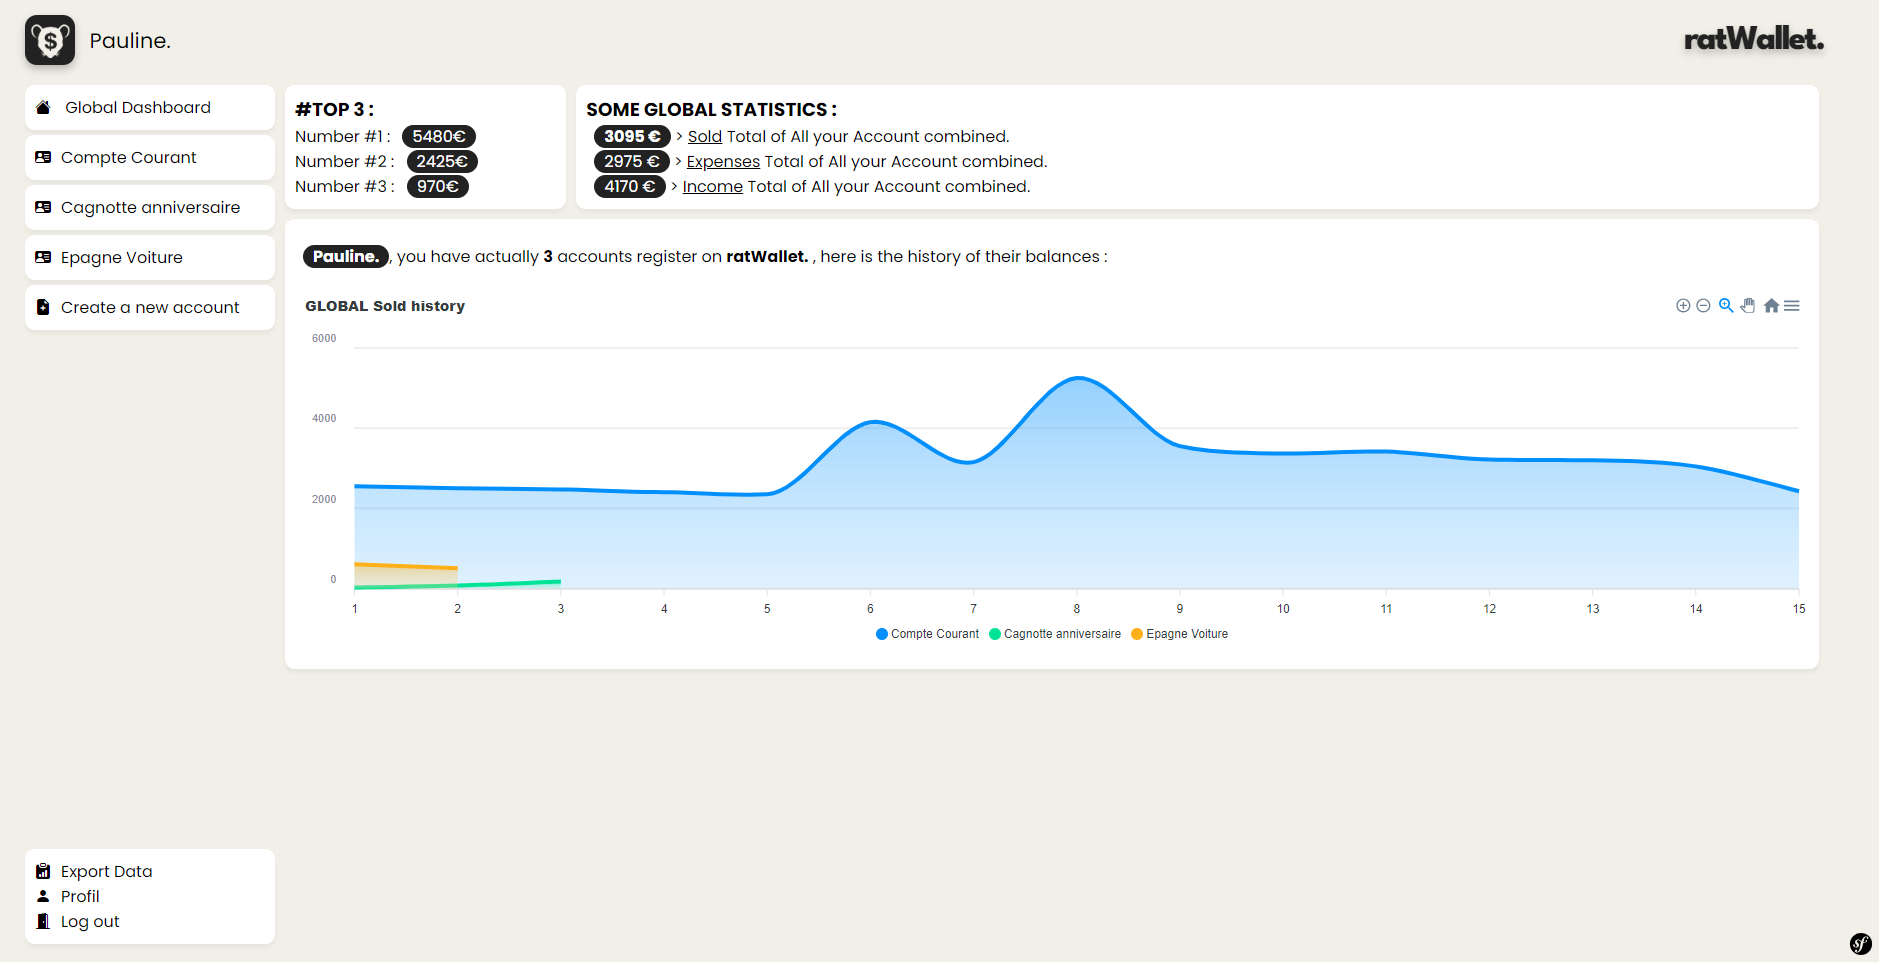 $
Pauline.
ratWallet.
Global Dashboard
Compte Courant
Cagnotte anniversaire
Epagne Voiture
Create a new account
#TOP 3 :
Number #1 : 5480€
Number #2 : 2425€
Number #3 : 970€
SOME GLOBAL STATISTICS :
3095 € > Sold Total of All your Account combined.
2975 € > Expenses Total of All your Account combined.
4170 € > Income Total of All your Account combined.
Pauline. , you have actually 3 accounts register on ratWallet. , here is the history of their balances :
GLOBAL Sold history
6000
4000
2000
0
1 2 3 4 5 6 7 8 9 10 11 12 13 14 15
Compte Courant Cagnotte anniversaire Epagne Voiture
Export Data
Profil
Log out
sf